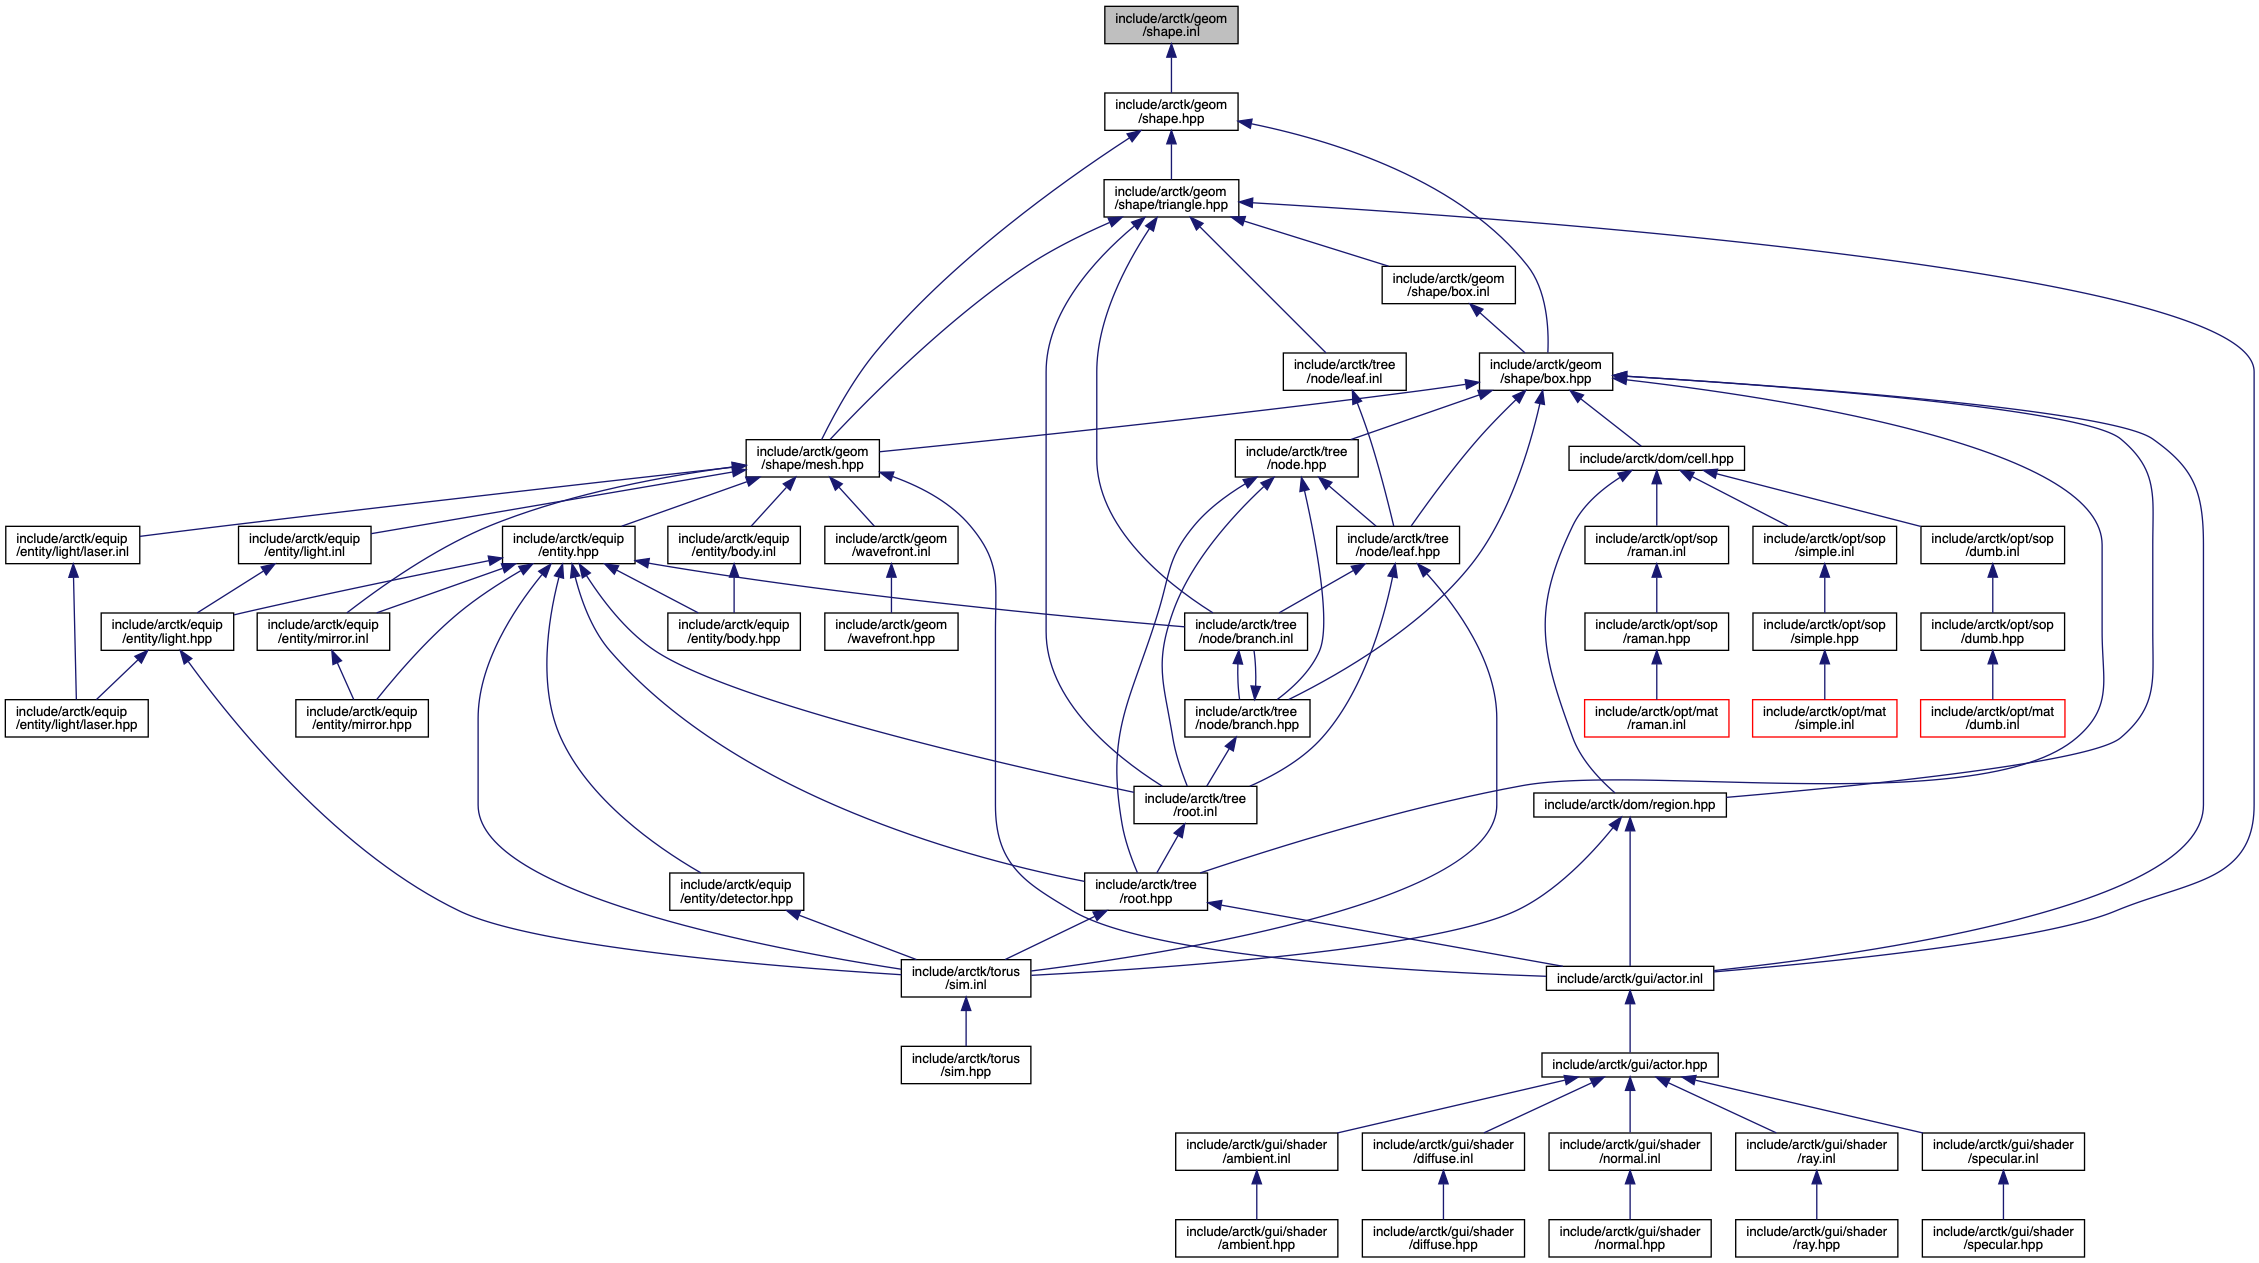 include/arctk/geom
/shape.inl
include/arctk/geom
/shape.hpp
include/arctk/geom
/shape/triangle.hpp
include/arctk/geom
/shape/box.inl
include/arctk/tree
/node/leaf.inl
include/arctk/geom
/shape/box.hpp
include/arctk/geom
/shape/mesh.hpp
include/arctk/tree
/node.hpp
include/arctk/dom/cell.hpp
include/arctk/equip
/entity/light/laser.inl
include/arctk/equip
/entity/light.inl
include/arctk/equip
/entity.hpp
include/arctk/equip
/entity/body.inl
include/arctk/geom
/wavefront.inl
include/arctk/tree
/node/leaf.hpp
include/arctk/opt/sop
/raman.inl
include/arctk/opt/sop
/simple.inl
include/arctk/opt/sop
/dumb.inl
include/arctk/equip
/entity/light.hpp
include/arctk/equip
/entity/mirror.inl
include/arctk/equip
/entity/body.hpp
include/arctk/geom
/wavefront.hpp
include/arctk/tree
/node/branch.inl
include/arctk/opt/sop
/raman.hpp
include/arctk/opt/sop
/simple.hpp
include/arctk/opt/sop
/dumb.hpp
include/arctk/equip
/entity/light/laser.hpp
include/arctk/equip
/entity/mirror.hpp
include/arctk/tree
/node/branch.hpp
include/arctk/opt/mat
/raman.inl
include/arctk/opt/mat
/simple.inl
include/arctk/opt/mat
/dumb.inl
include/arctk/tree
/root.inl
include/arctk/dom/region.hpp
include/arctk/equip
/entity/detector.hpp
include/arctk/tree
/root.hpp
include/arctk/torus
/sim.inl
include/arctk/gui/actor.inl
include/arctk/torus
/sim.hpp
include/arctk/gui/actor.hpp
include/arctk/gui/shader
/ambient.inl
include/arctk/gui/shader
/diffuse.inl
include/arctk/gui/shader
/normal.inl
include/arctk/gui/shader
/ray.inl
include/arctk/gui/shader
/specular.inl
include/arctk/gui/shader
/ambient.hpp
include/arctk/gui/shader
/diffuse.hpp
include/arctk/gui/shader
/normal.hpp
include/arctk/gui/shader
/ray.hpp
include/arctk/gui/shader
/specular.hpp